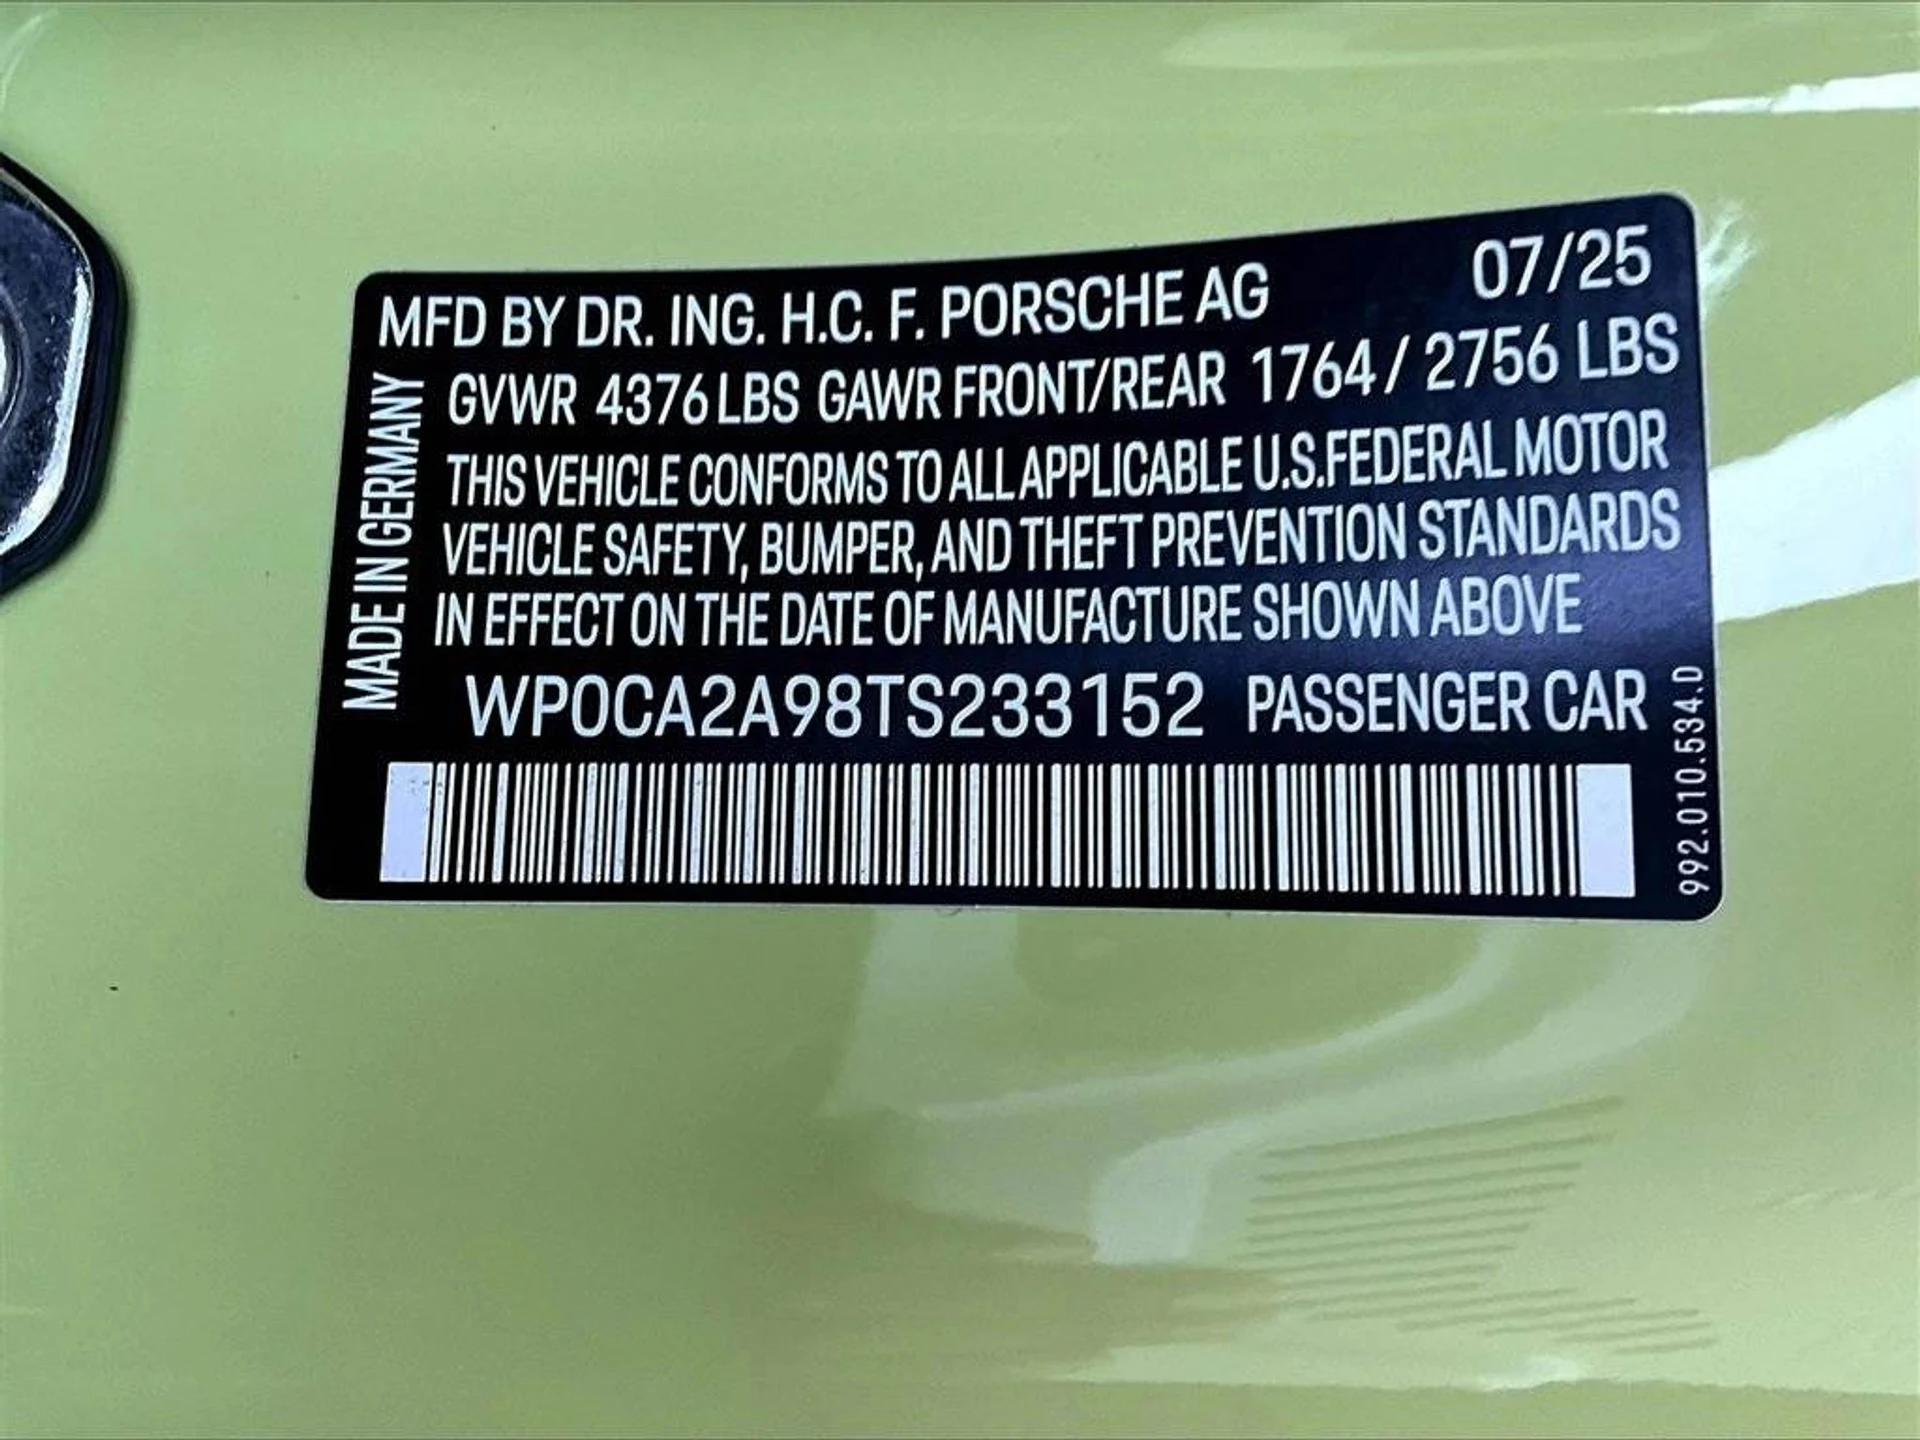 MFD BY DR. ING. H.C. F. PORSCHE AG 07/25
GVWR 4376 LBS GAWR FRONT/REAR 1764 / 2756 LBS
THIS VEHICLE CONFORMS TO ALL APPLICABLE U.S.FEDERAL MOTOR
VEHICLE SAFETY, BUMPER, AND THEFT PREVENTION STANDARDS
IN EFFECT ON THE DATE OF MANUFACTURE SHOWN ABOVE
WP0CA2A98TS233152 PASSENGER CAR
MADE IN GERMANY
992.010.534.D